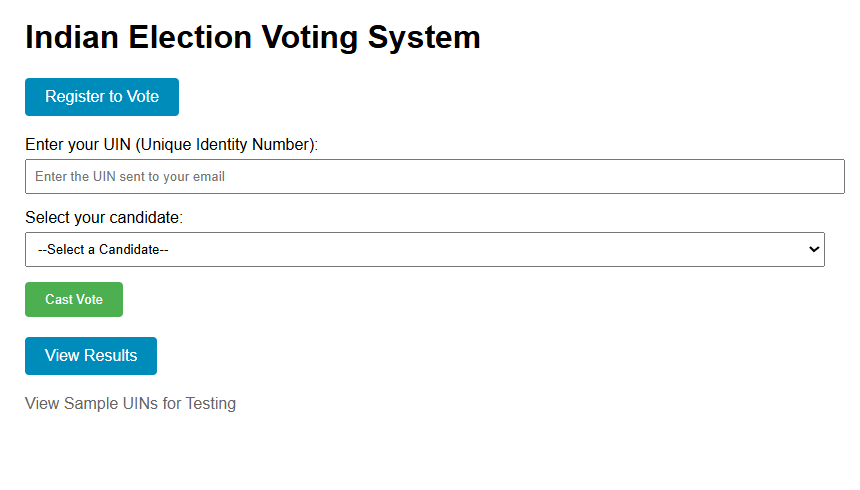 Indian Election Voting System
Register to Vote
Enter your UIN (Unique Identity Number):
Enter the UIN sent to your email
Select your candidate:
--Select a Candidate--
Cast Vote
View Results
View Sample UINs for Testing